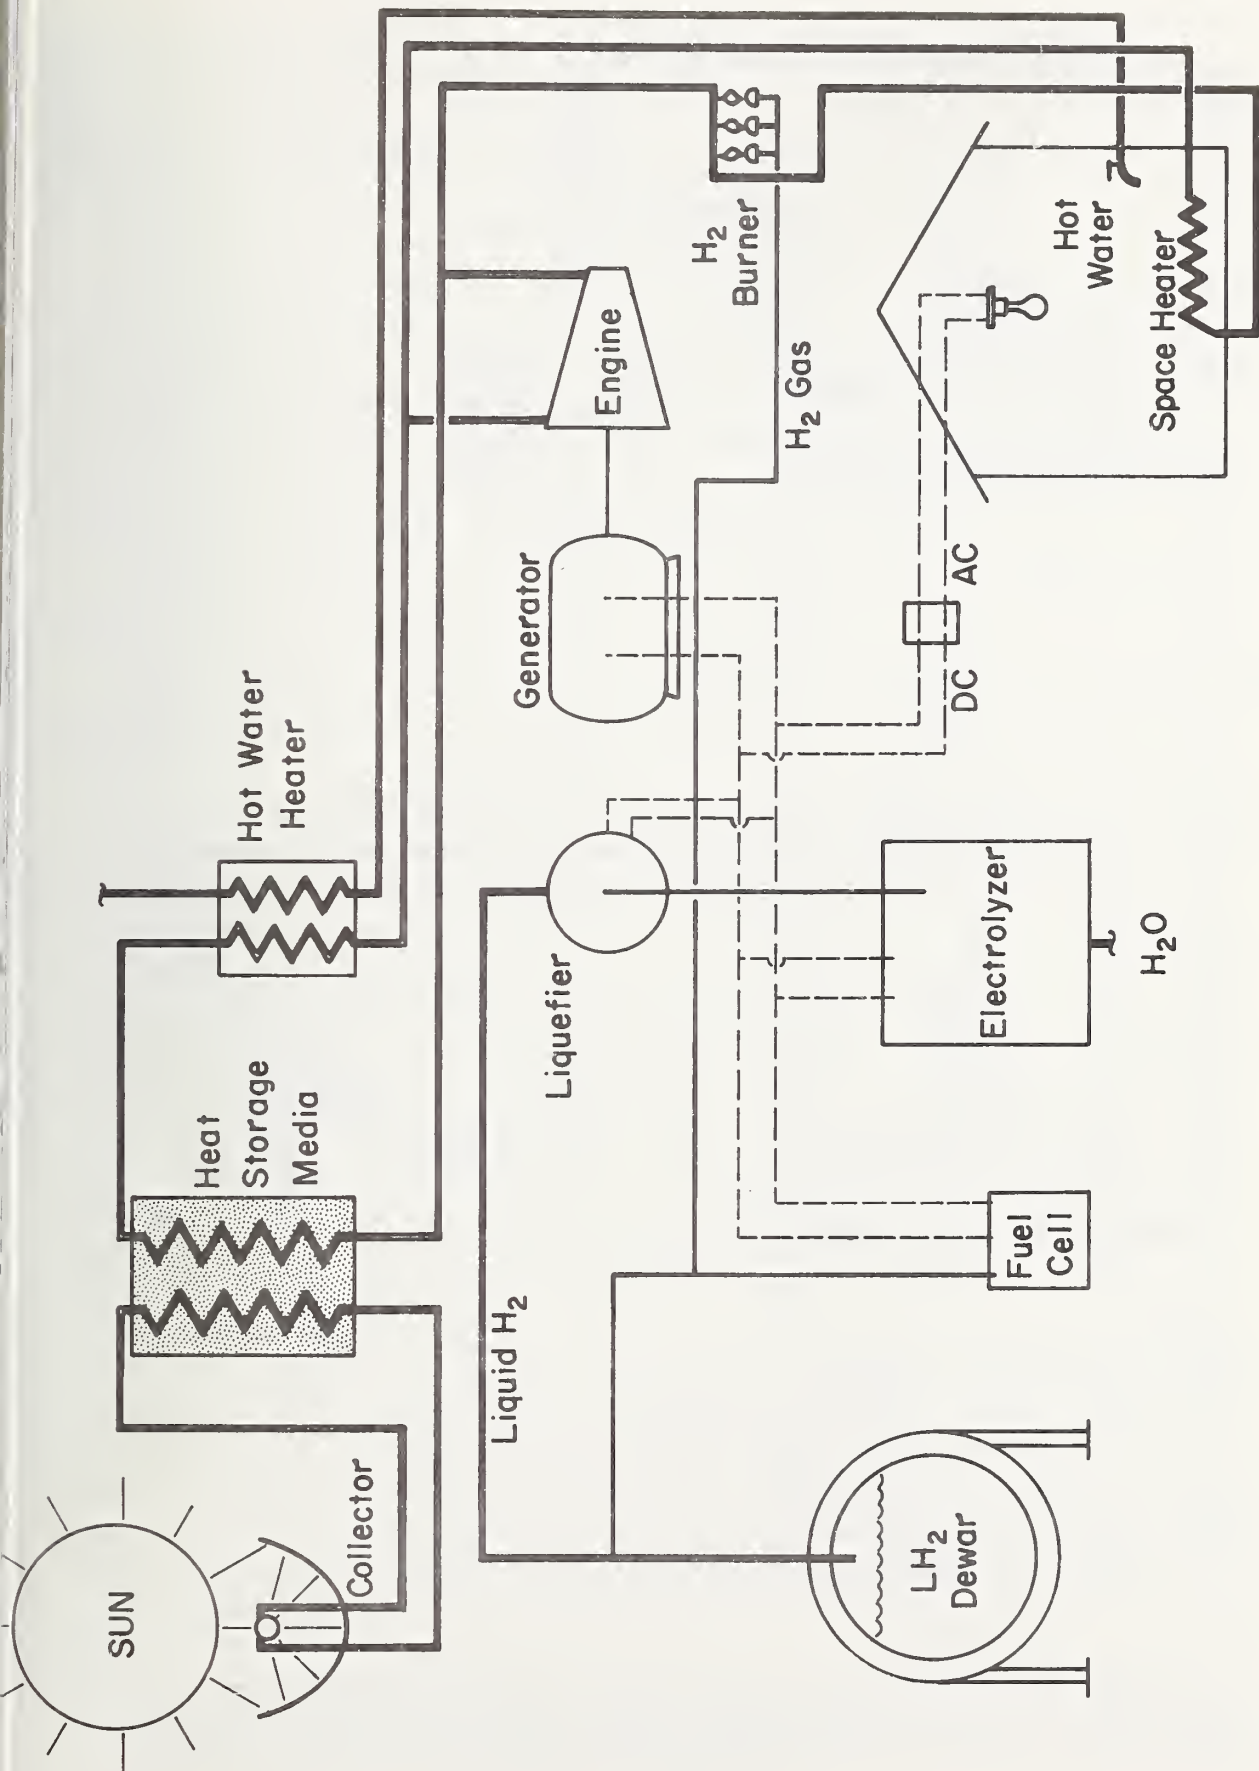 SUN
Collector
Heat
Storage
Media
Hot Water
Heater
Liquid H₂
Liquefier
Generator
Engine
H₂
Burner
H₂ Gas
LH₂
Dewar
Fuel
Cell
Electrolyzer
H₂O
DC
AC
Hot
Water
Space Heater